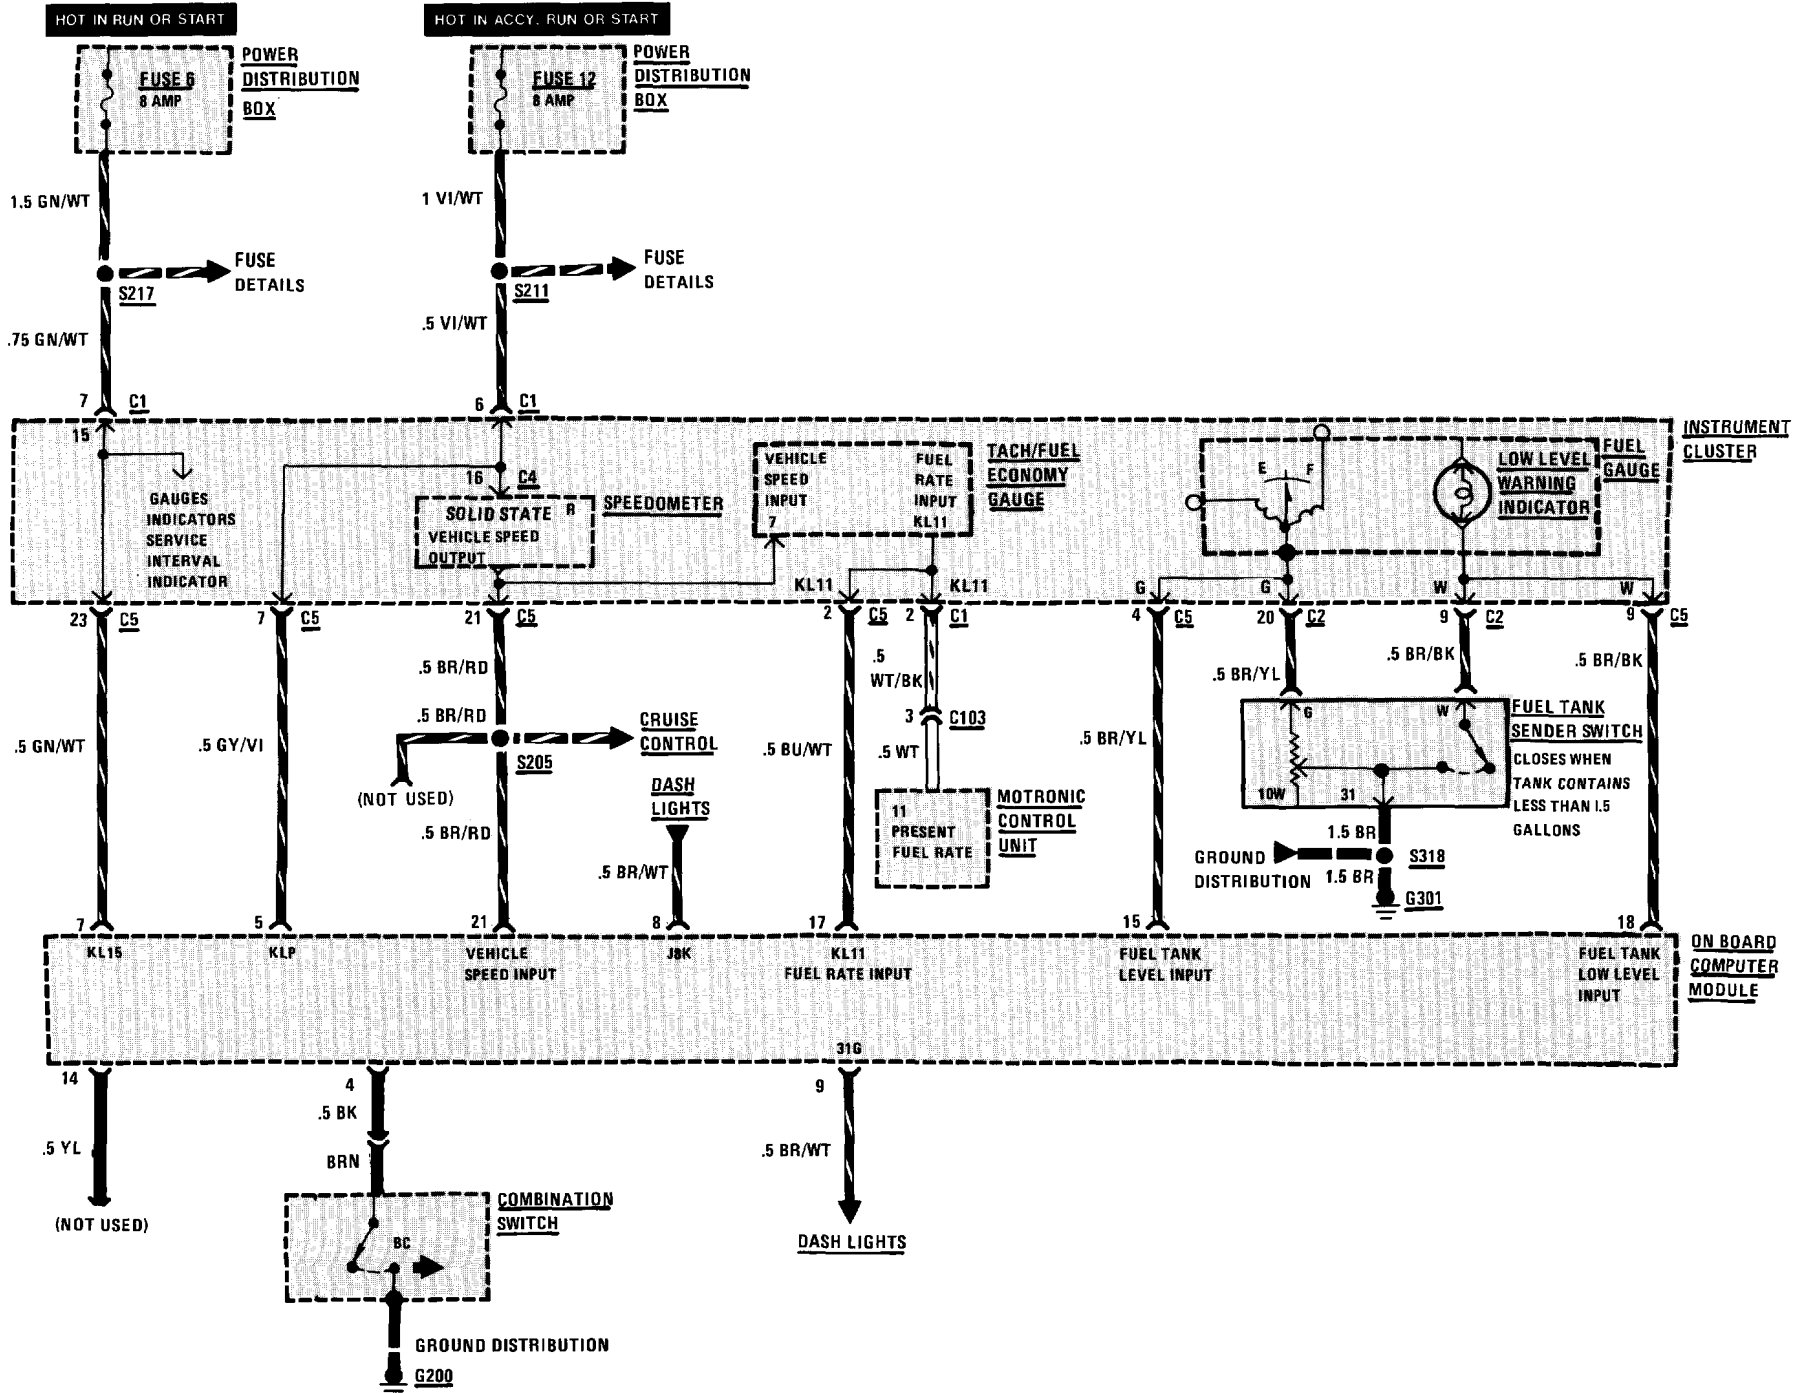 HOT IN RUN OR START
HOT IN ACCY, RUN OR START
FUSE 6
8 AMP
POWER
DISTRIBUTION
BOX
FUSE 12
8 AMP
POWER
DISTRIBUTION
BOX
1.5 GN/WT
1 VI/WT
FUSE
DETAILS
S217
FUSE
DETAILS
S211
.75 GN/WT
.5 VI/WT
7
C1
6
C1
15
GAUGES
INDICATORS
SERVICE
INTERVAL
INDICATOR
16
C4
SOLID STATE
R
VEHICLE SPEED
OUTPUT
SPEEDOMETER
VEHICLE
SPEED
INPUT
7
FUEL
RATE
INPUT
KL11
TACH/FUEL
ECONOMY
GAUGE
KL11
KL11
E
F
LOW LEVEL
WARNING
INDICATOR
FUEL
GAUGE
INSTRUMENT
CLUSTER
G
G
W
W
23
C5
7
C5
21
C5
2
C5
2
C1
4
C5
20
C2
9
C2
9
C5
.5 BR/RD
.5
WT/BK
.5 BR/YL
.5 BR/BK
.5 BR/BK
.5 GN/WT
.5 GY/VI
.5 BR/RD
S205
CRUISE
CONTROL
(NOT USED)
.5 BR/RD
DASH
LIGHTS
.5 BR/WT
.5 BU/WT
3
C103
.5 WT
11
PRESENT
FUEL RATE
MOTRONIC
CONTROL
UNIT
.5 BR/YL
G
W
10W
31
FUEL TANK
SENDER SWITCH
CLOSES WHEN
TANK CONTAINS
LESS THAN 1.5
GALLONS
1.5 BR
GROUND
DISTRIBUTION
S318
1.5 BR
G301
7
5
21
8
17
15
18
KL15
KLP
VEHICLE
SPEED INPUT
J8K
KL11
FUEL RATE INPUT
FUEL TANK
LEVEL INPUT
FUEL TANK
LOW LEVEL
INPUT
ON BOARD
COMPUTER
MODULE
31G
14
4
9
.5 YL
(NOT USED)
.5 BK
BRN
COMBINATION
SWITCH
BC
GROUND DISTRIBUTION
G200
.5 BR/WT
DASH LIGHTS